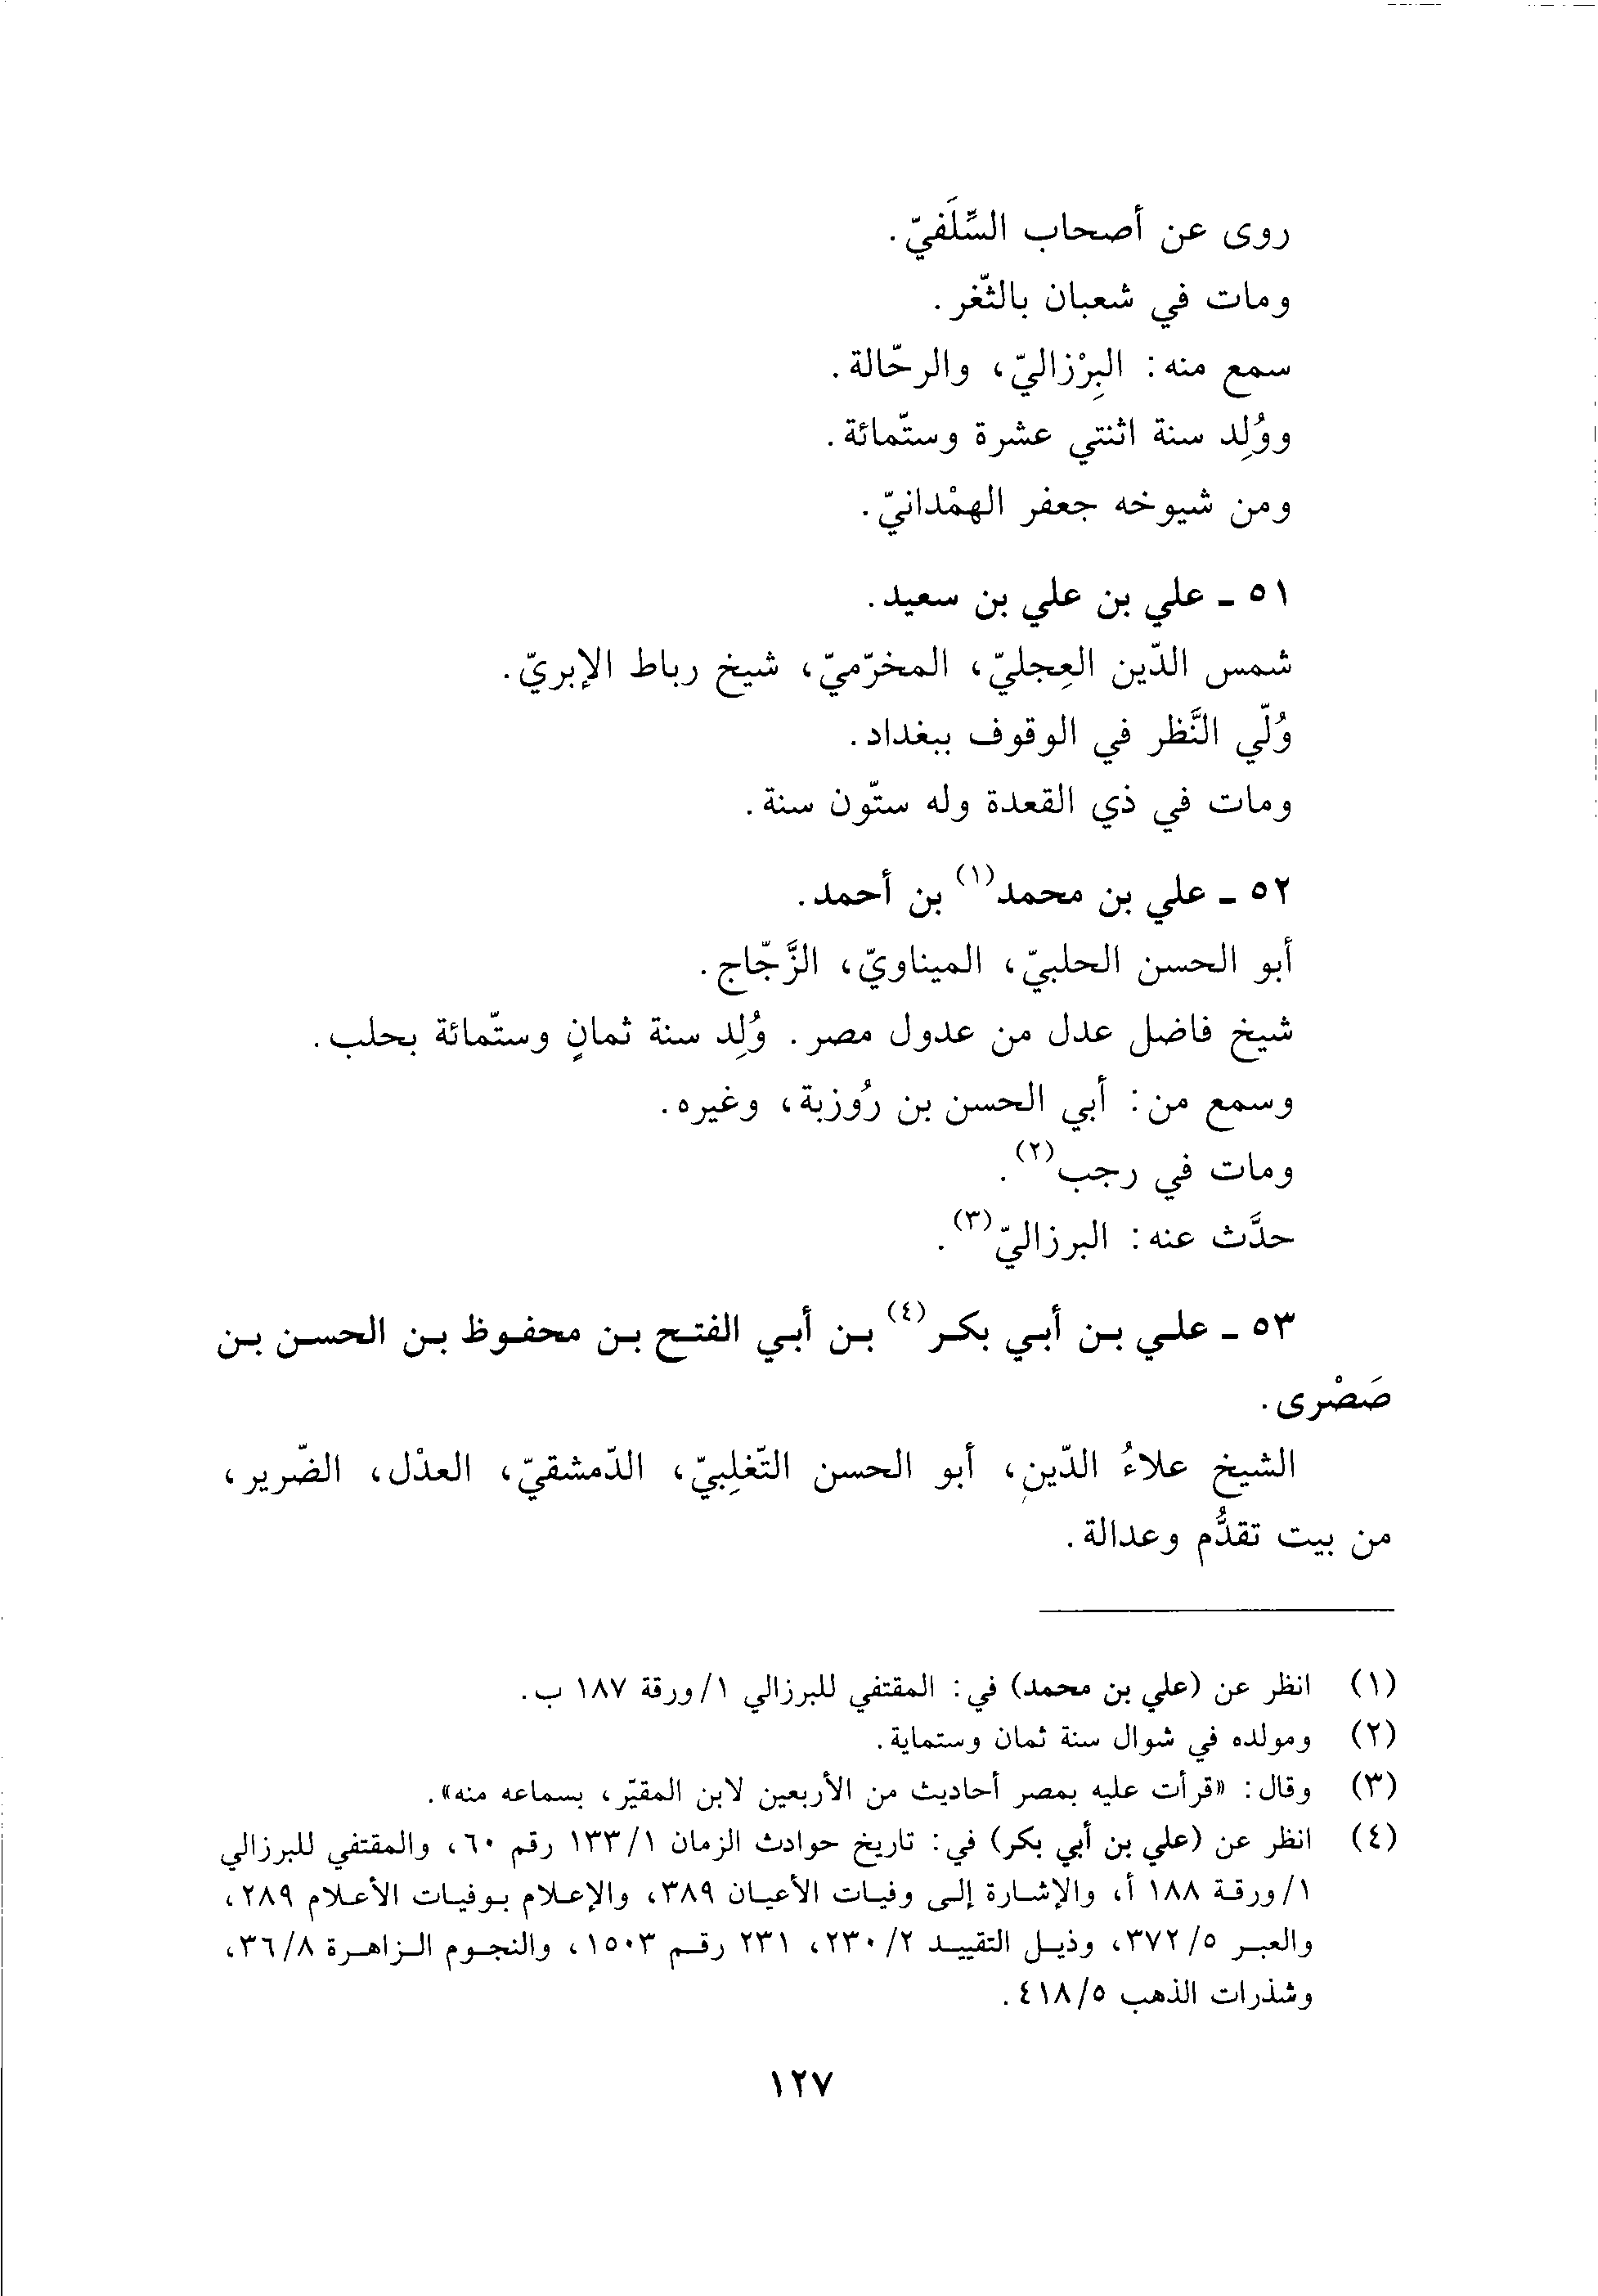 روى عن أصحاب السِّلَفيّ.
ومات في شعبان بالثّغر.
سمع منه: البِرْزاليّ، والرحّالة.
ووُلِد سنة اثنتي عشرة وستّمائة.
ومن شيوخه جعفر الهمْدانيّ.
٥١ ـ علي بن علي بن سعيد.
شمس الدّين العِجليّ، المخرّميّ، شيخ رباط الإبريّ.
وُلّي النَّظر في الوقوف ببغداد.
ومات في ذي القعدة وله ستّون سنة.
٥٢ ـ علي بن محمد(١) بن أحمد.
أبو الحسن الحلبيّ، الميناويّ، الزَّجّاج.
شيخ فاضل عدل من عدول مصر. وُلِد سنة ثمانٍ وستّمائة بحلب.
وسمع من: أبي الحسن بن رُوزبة، وغيره.
ومات في رجب(٢).
حدَّث عنه: البرزاليّ(٣).
٥٣ ـ علي بن أبي بكر(٤) بن أبي الفتح بن محفوظ بن الحسن بن
صَصْرى.
الشيخ علاءُ الدّينِ، أبو الحسن التّغلِبيّ، الدّمشقيّ، العدْل، الضّرير،
من بيت تقدُّم وعدالة.
(١) انظر عن (علي بن محمد) في: المقتفي للبرزالي ١/ورقة ١٨٧ ب.
(٢) ومولده في شوال سنة ثمان وستماية.
(٣) وقال: «قرأت عليه بمصر أحاديث من الأربعين لابن المقيّر، بسماعه منه».
(٤) انظر عن (علي بن أبي بكر) في: تاريخ حوادث الزمان ١/١٣٣ رقم ٦٠، والمقتفي للبرزالي
١/ورقة ١٨٨ أ، والإشارة إلى وفيات الأعيان ٣٨٩، والإعلام بوفيات الأعلام ٢٨٩،
والعبر ٥/٣٧٢، وذيل التقييد ٢/٢٣٠، ٢٣١ رقم ١٥٠٣، والنجوم الزاهرة ٨/٣٦،
وشذرات الذهب ٥/٤١٨.
١٢٧